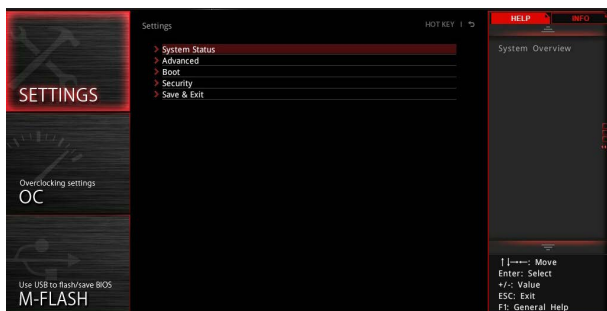 Settings
HOT KEY | ⮌
HELP
INFO
> System Status
> Advanced
> Boot
> Security
> Save & Exit
System Overview
SETTINGS
Overclocking settings
OC
Use USB to flash/save BIOS
M-FLASH
↑↓→←: Move
Enter: Select
+/-: Value
ESC: Exit
F1: General Help